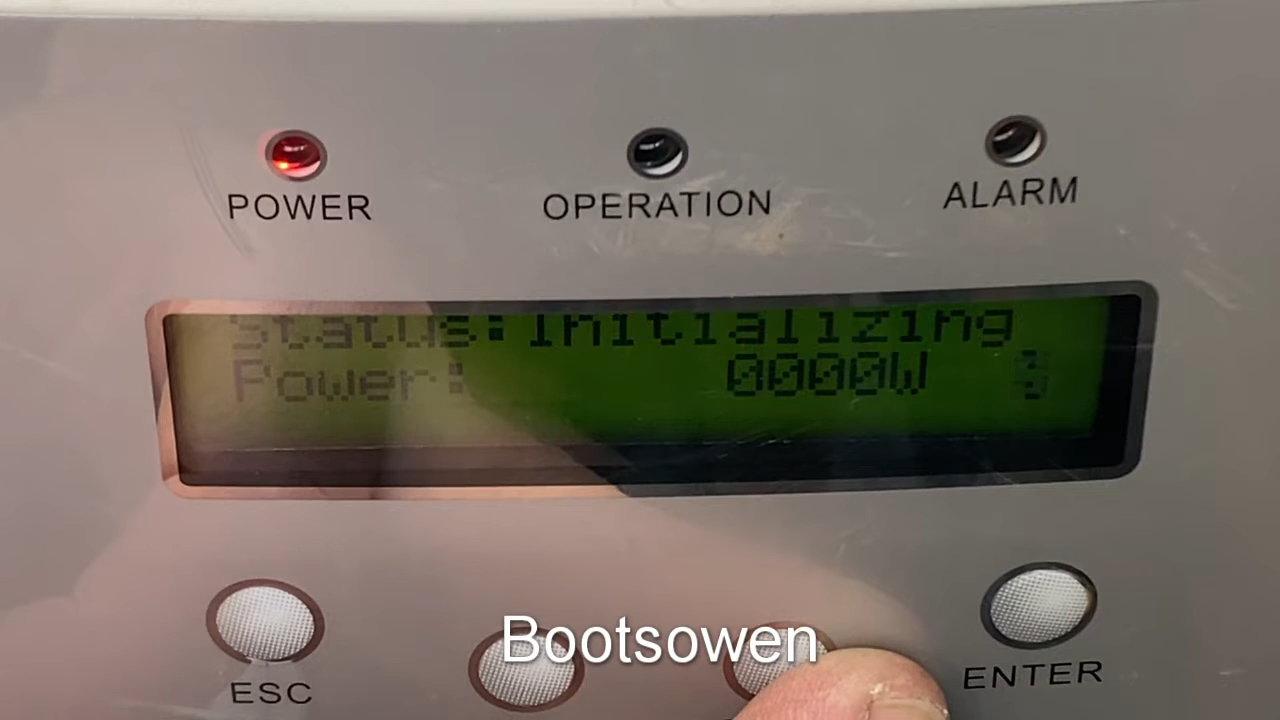 POWER OPERATION ALARM
Status:Initializing
Power: 0000W
Bootsowen
ESC ENTER